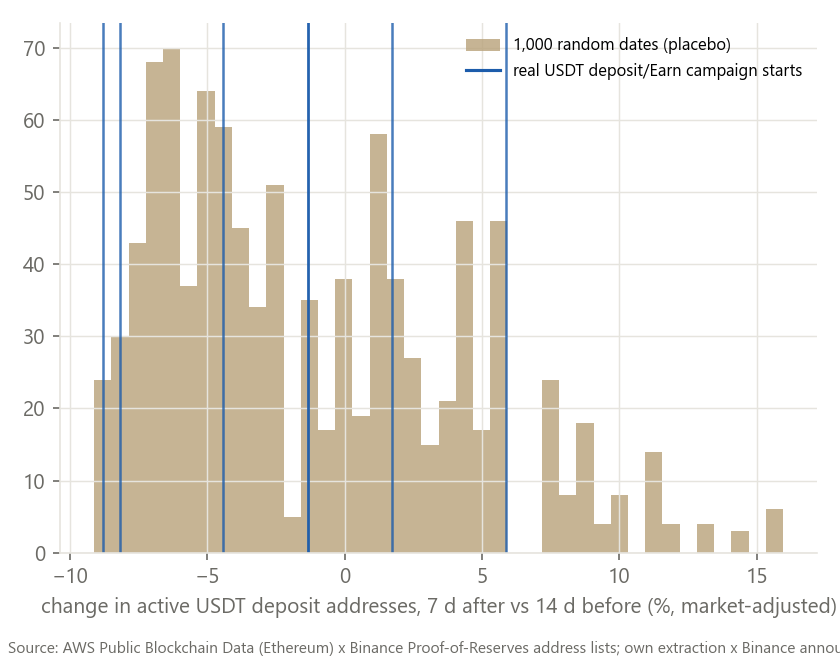 1,000 random dates (placebo)
real USDT deposit/Earn campaign starts
70
60
50
40
30
20
10
0
−10 −5 0 5 10 15
change in active USDT deposit addresses, 7 d after vs 14 d before (%, market-adjusted)
Source: AWS Public Blockchain Data (Ethereum) x Binance Proof-of-Reserves address lists; own extraction x Binance annou